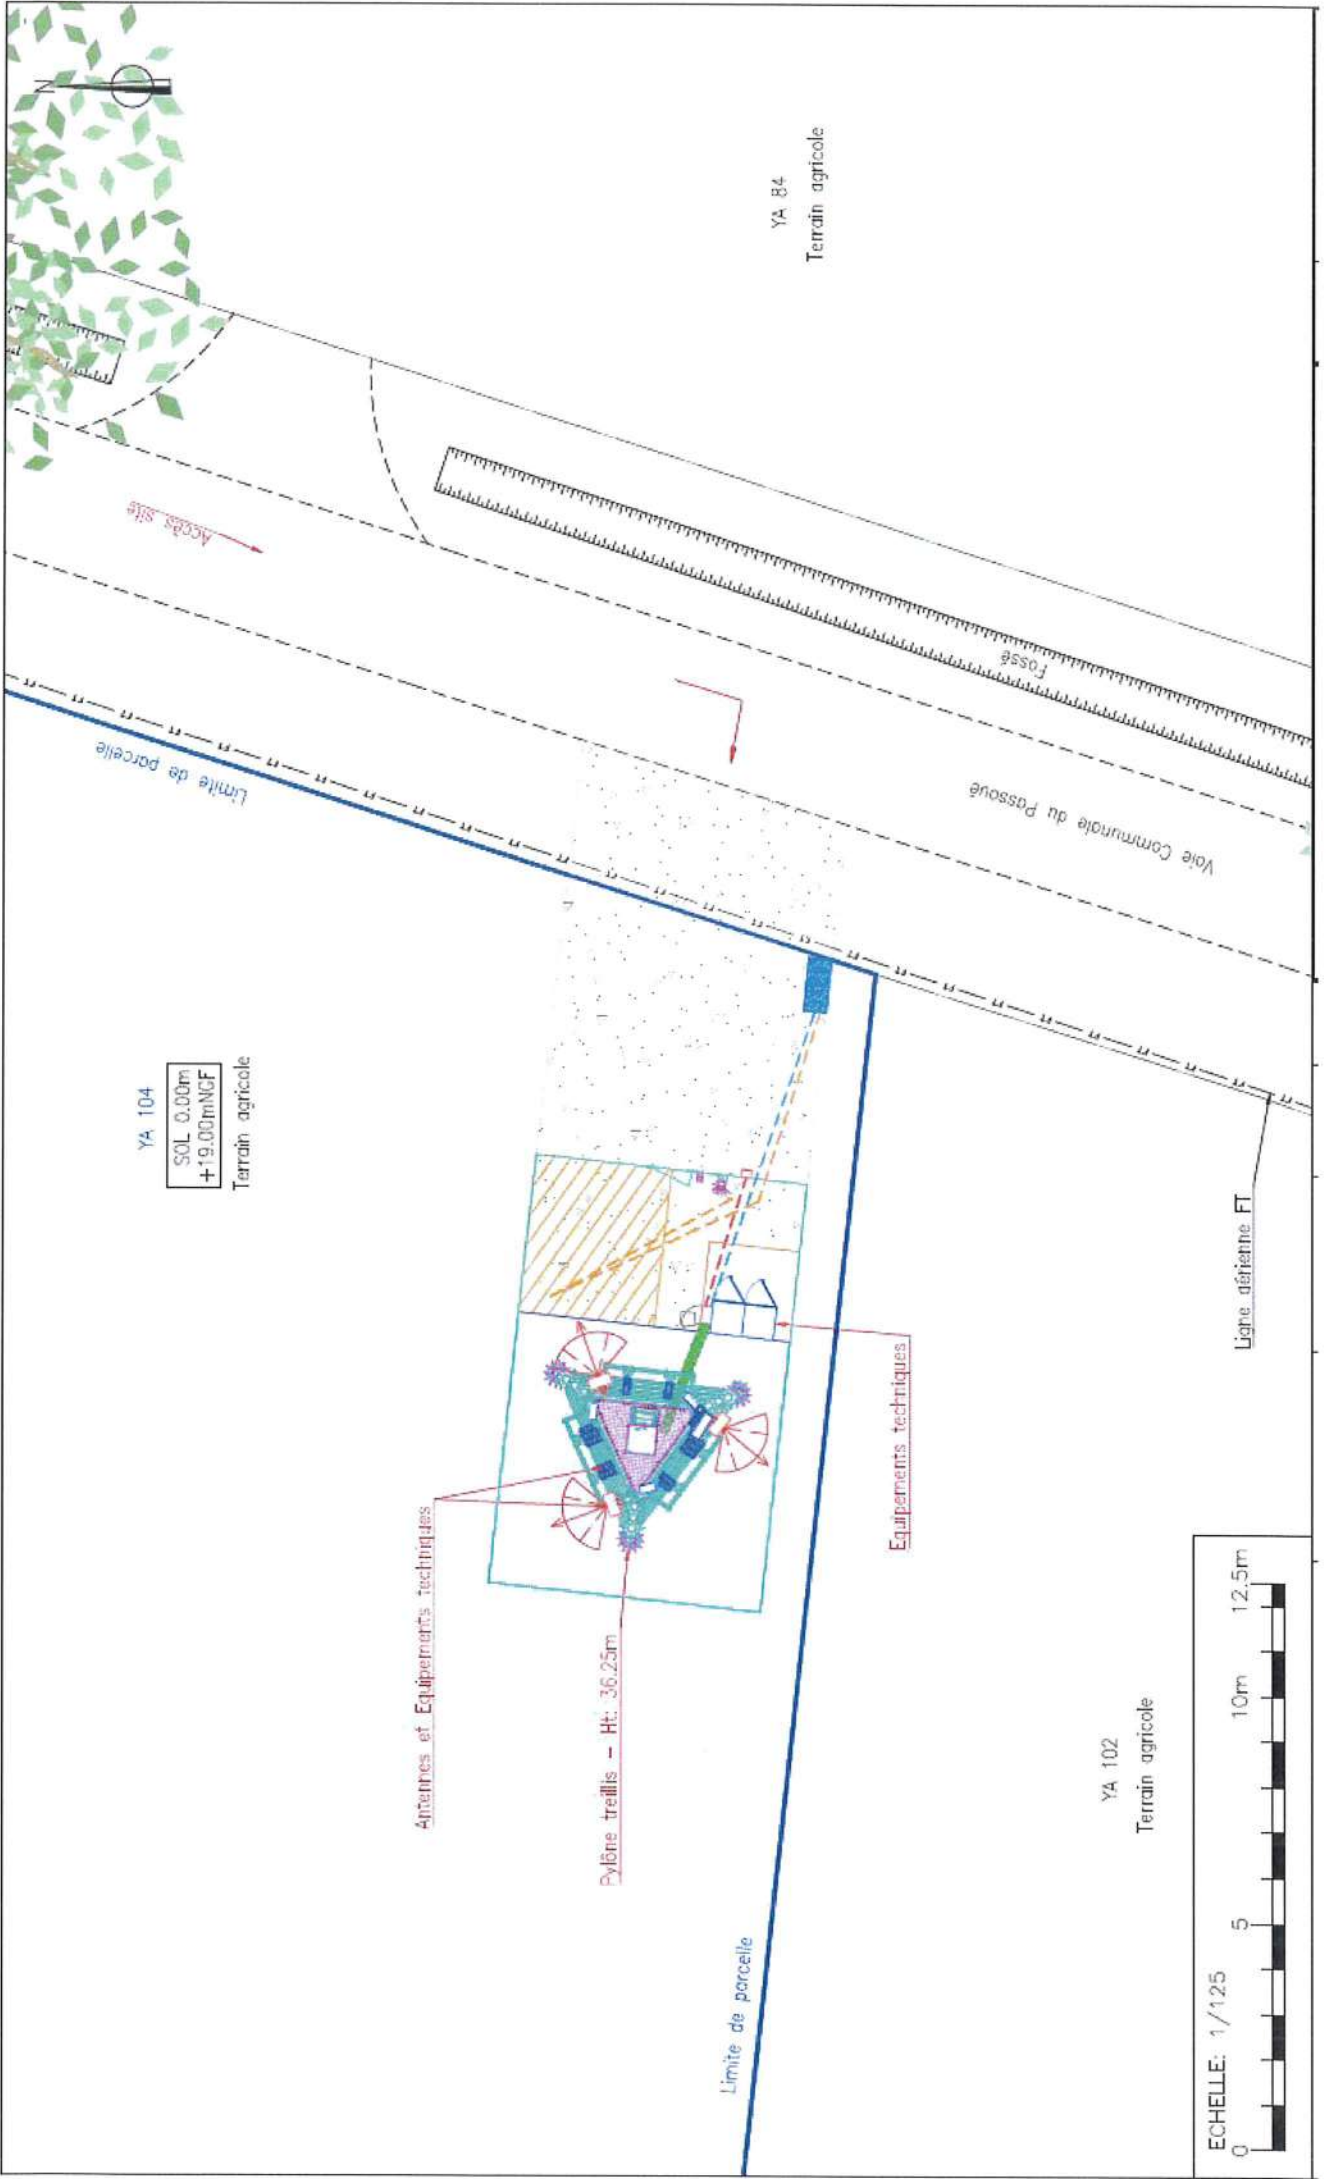 N
YA 84
Terrain agricole
Accès site
Fossé
Voie Communale du Passoué
Limite de parcelle
YA 104
SOL 0.00m
+19.00mNGF
Terrain agricole
Ligne aérienne FT
Antennes et Equipements techniques
Pylône treillis – Ht: 36.25m
Equipements techniques
YA 102
Terrain agricole
Limite de parcelle
ECHELLE: 1/125
0 5 10m 12.5m